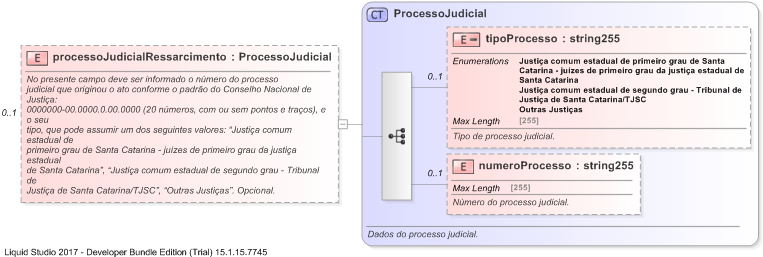 CT ProcessoJudicial
E processoJudicialRessarcimento : ProcessoJudicial
No presente campo deve ser informado o número do processo
judicial que originou o ato conforme o padrão do Conselho Nacional de
Justiça:
0000000-00.0000.0.00.0000 (20 números, com ou sem pontos e traços), e
o seu
tipo, que pode assumir um dos seguintes valores: “Justiça comum
estadual de
primeiro grau de Santa Catarina - juízes de primeiro grau da justiça
estadual
de Santa Catarina”, “Justiça comum estadual de segundo grau - Tribunal
de
Justiça de Santa Catarina/TJSC”, “Outras Justiças”. Opcional.
0..1
0..1
E tipoProcesso : string255
Enumerations Justiça comum estadual de primeiro grau de Santa
Catarina - juízes de primeiro grau da justiça estadual de
Santa Catarina
Justiça comum estadual de segundo grau - Tribunal de
Justiça de Santa Catarina/TJSC
Outras Justiças
Max Length [255]
Tipo de processo judicial.
0..1
E numeroProcesso : string255
Max Length [255]
Número do processo judicial.
Dados do processo judicial.
Liquid Studio 2017 - Developer Bundle Edition (Trial) 15.1.15.7745